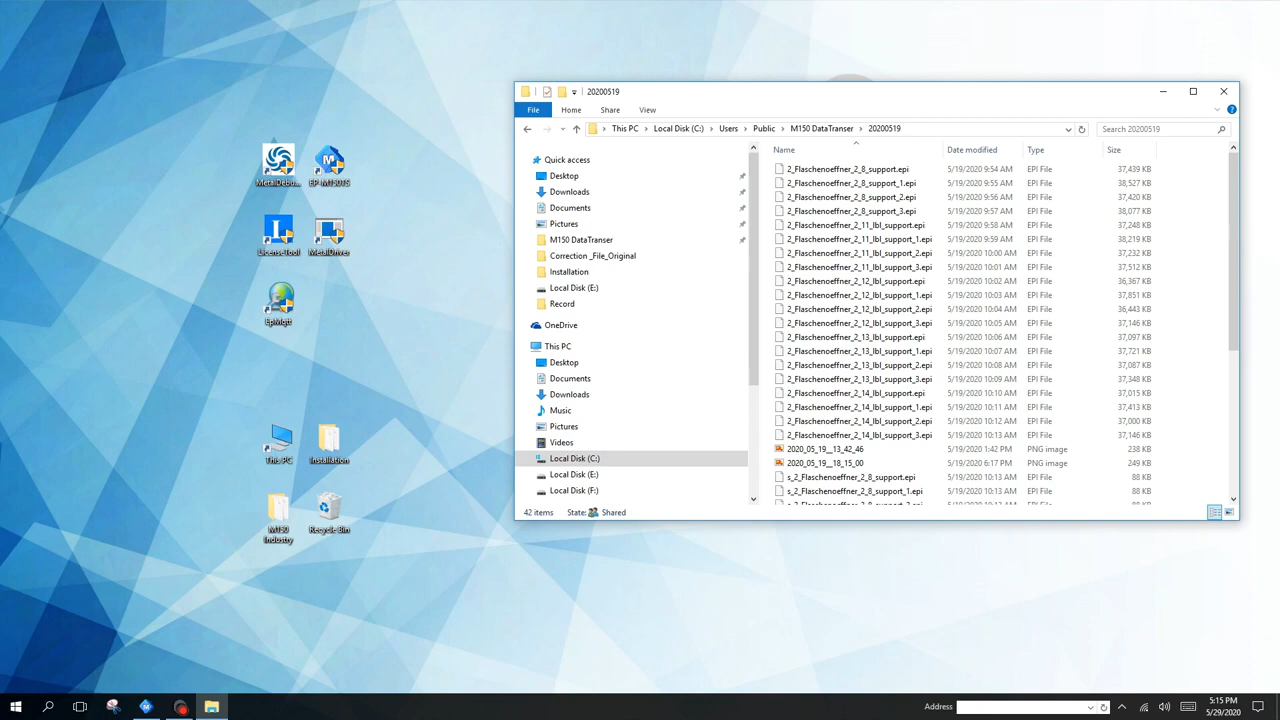 MetalDebu...
EP-M150TS
LicenseTool
MetalDriver
EpMqtt
This PC
Installation
M150 Industry
Recycle Bin
20200519
File Home Share View
This PC Local Disk (C:) Users Public M150 DataTranser 20200519
Search 20200519
Quick access
Desktop
Downloads
Documents
Pictures
M150 DataTranser
Correction _File_Original
Installation
Local Disk (E:)
Record
OneDrive
This PC
Desktop
Documents
Downloads
Music
Pictures
Videos
Local Disk (C:)
Local Disk (E:)
Local Disk (F:)
Name Date modified Type Size
2_Flaschenoeffner_2_8_support.epi 5/19/2020 9:54 AM EPI File 37,439 KB
2_Flaschenoeffner_2_8_support_1.epi 5/19/2020 9:55 AM EPI File 38,527 KB
2_Flaschenoeffner_2_8_support_2.epi 5/19/2020 9:56 AM EPI File 37,420 KB
2_Flaschenoeffner_2_8_support_3.epi 5/19/2020 9:57 AM EPI File 38,077 KB
2_Flaschenoeffner_2_11_lbl_support.epi 5/19/2020 9:58 AM EPI File 37,248 KB
2_Flaschenoeffner_2_11_lbl_support_1.epi 5/19/2020 9:59 AM EPI File 38,219 KB
2_Flaschenoeffner_2_11_lbl_support_2.epi 5/19/2020 10:00 AM EPI File 37,232 KB
2_Flaschenoeffner_2_11_lbl_support_3.epi 5/19/2020 10:01 AM EPI File 37,512 KB
2_Flaschenoeffner_2_12_lbl_support.epi 5/19/2020 10:02 AM EPI File 36,367 KB
2_Flaschenoeffner_2_12_lbl_support_1.epi 5/19/2020 10:03 AM EPI File 37,851 KB
2_Flaschenoeffner_2_12_lbl_support_2.epi 5/19/2020 10:04 AM EPI File 36,443 KB
2_Flaschenoeffner_2_12_lbl_support_3.epi 5/19/2020 10:05 AM EPI File 37,146 KB
2_Flaschenoeffner_2_13_lbl_support.epi 5/19/2020 10:06 AM EPI File 37,097 KB
2_Flaschenoeffner_2_13_lbl_support_1.epi 5/19/2020 10:07 AM EPI File 37,721 KB
2_Flaschenoeffner_2_13_lbl_support_2.epi 5/19/2020 10:08 AM EPI File 37,087 KB
2_Flaschenoeffner_2_13_lbl_support_3.epi 5/19/2020 10:09 AM EPI File 37,348 KB
2_Flaschenoeffner_2_14_lbl_support.epi 5/19/2020 10:10 AM EPI File 37,015 KB
2_Flaschenoeffner_2_14_lbl_support_1.epi 5/19/2020 10:11 AM EPI File 37,413 KB
2_Flaschenoeffner_2_14_lbl_support_2.epi 5/19/2020 10:12 AM EPI File 37,000 KB
2_Flaschenoeffner_2_14_lbl_support_3.epi 5/19/2020 10:13 AM EPI File 37,146 KB
2020_05_19__13_42_46 5/19/2020 1:42 PM PNG image 238 KB
2020_05_19__18_15_00 5/19/2020 6:17 PM PNG image 249 KB
s_2_Flaschenoeffner_2_8_support.epi 5/19/2020 10:13 AM EPI File 88 KB
s_2_Flaschenoeffner_2_8_support_1.epi 5/19/2020 10:13 AM EPI File 88 KB
42 items State: Shared
Address
5:15 PM
5/29/2020